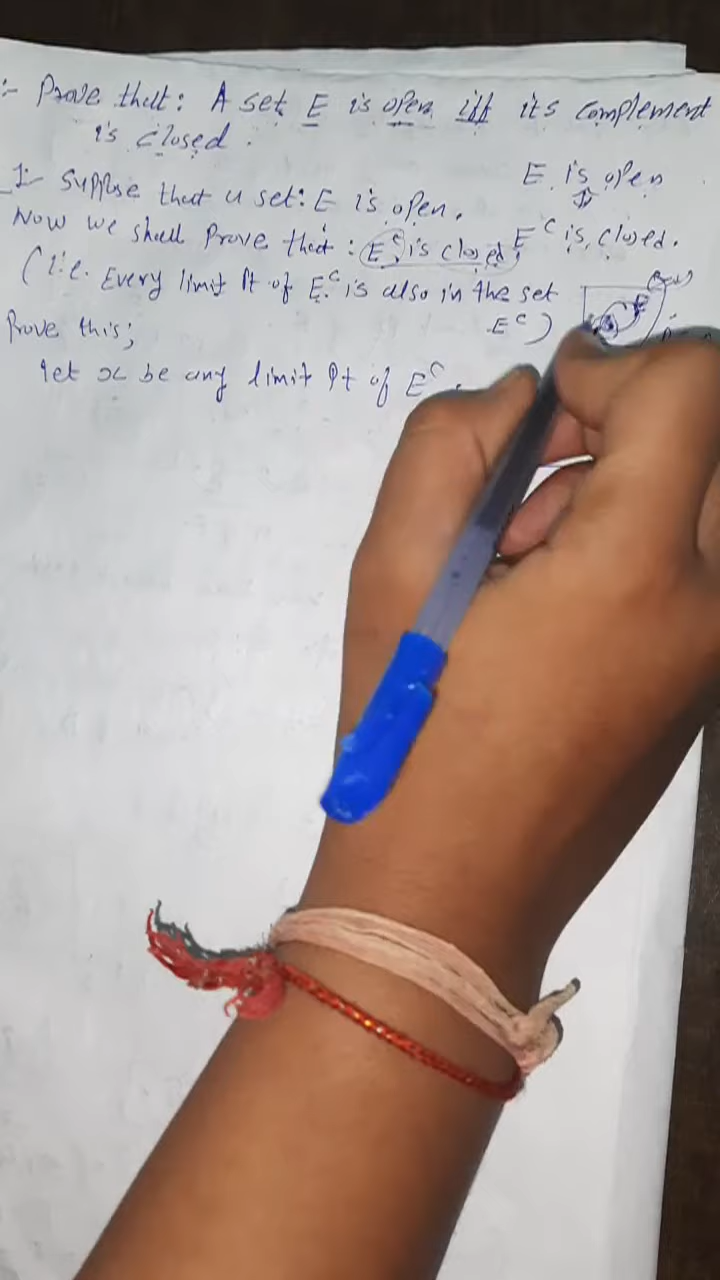 :- Prove that: A set E is open iff its complement
is closed.
I- Suppose that a set: E is open.
E is open
⇕
Now we shall Prove that: E^c is closed,
E^c is closed.
(i.e. Every limit Pt of E^c is also in the set
E^c)
Prove this;
let x be any limit Pt of E^c.